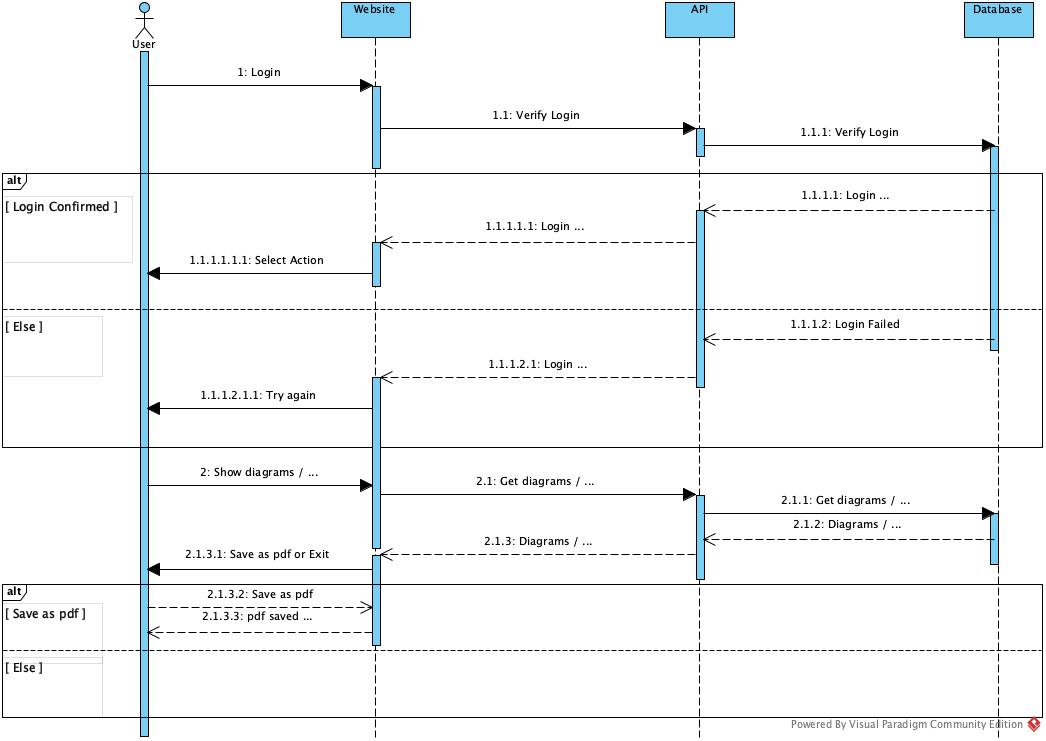 User
Website
API
Database
1: Login
1.1: Verify Login
1.1.1: Verify Login
alt
[ Login Confirmed ]
1.1.1.1: Login ...
1.1.1.1.1: Login ...
1.1.1.1.1.1: Select Action
[ Else ]
1.1.1.2: Login Failed
1.1.1.2.1: Login ...
1.1.1.2.1.1: Try again
2: Show diagrams / ...
2.1: Get diagrams / ...
2.1.1: Get diagrams / ...
2.1.2: Diagrams / ...
2.1.3: Diagrams / ...
2.1.3.1: Save as pdf or Exit
alt
[ Save as pdf ]
2.1.3.2: Save as pdf
2.1.3.3: pdf saved ...
[ Else ]
Powered By Visual Paradigm Community Edition